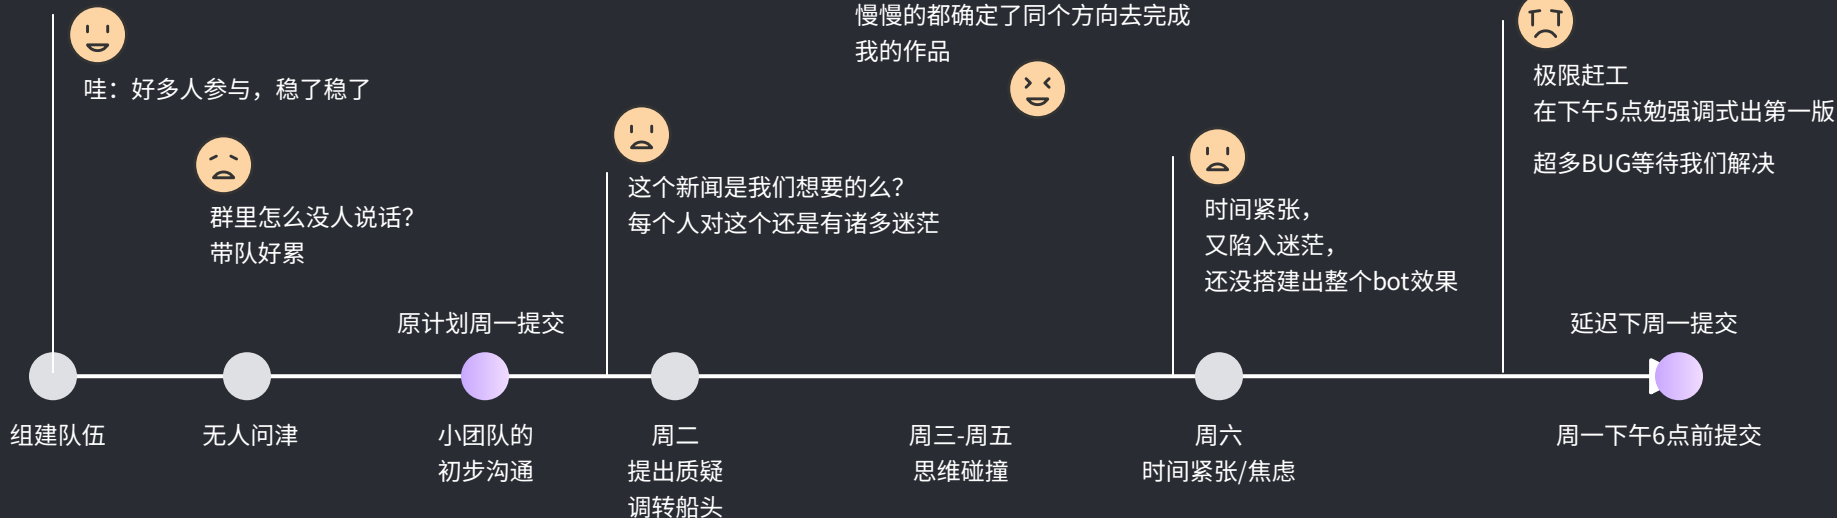 哇：好多人参与，稳了稳了
群里怎么没人说话？
带队好累
这个新闻是我们想要的么？
每个人对这个还是有诸多迷茫
慢慢的都确定了同个方向去完成
我的作品
时间紧张，
又陷入迷茫，
还没搭建出整个bot效果
极限赶工
在下午5点勉强调式出第一版
超多BUG等待我们解决
原计划周一提交
延迟下周一提交
组建队伍
无人问津
小团队的
初步沟通
周二
提出质疑
调转船头
周三-周五
思维碰撞
周六
时间紧张/焦虑
周一下午6点前提交